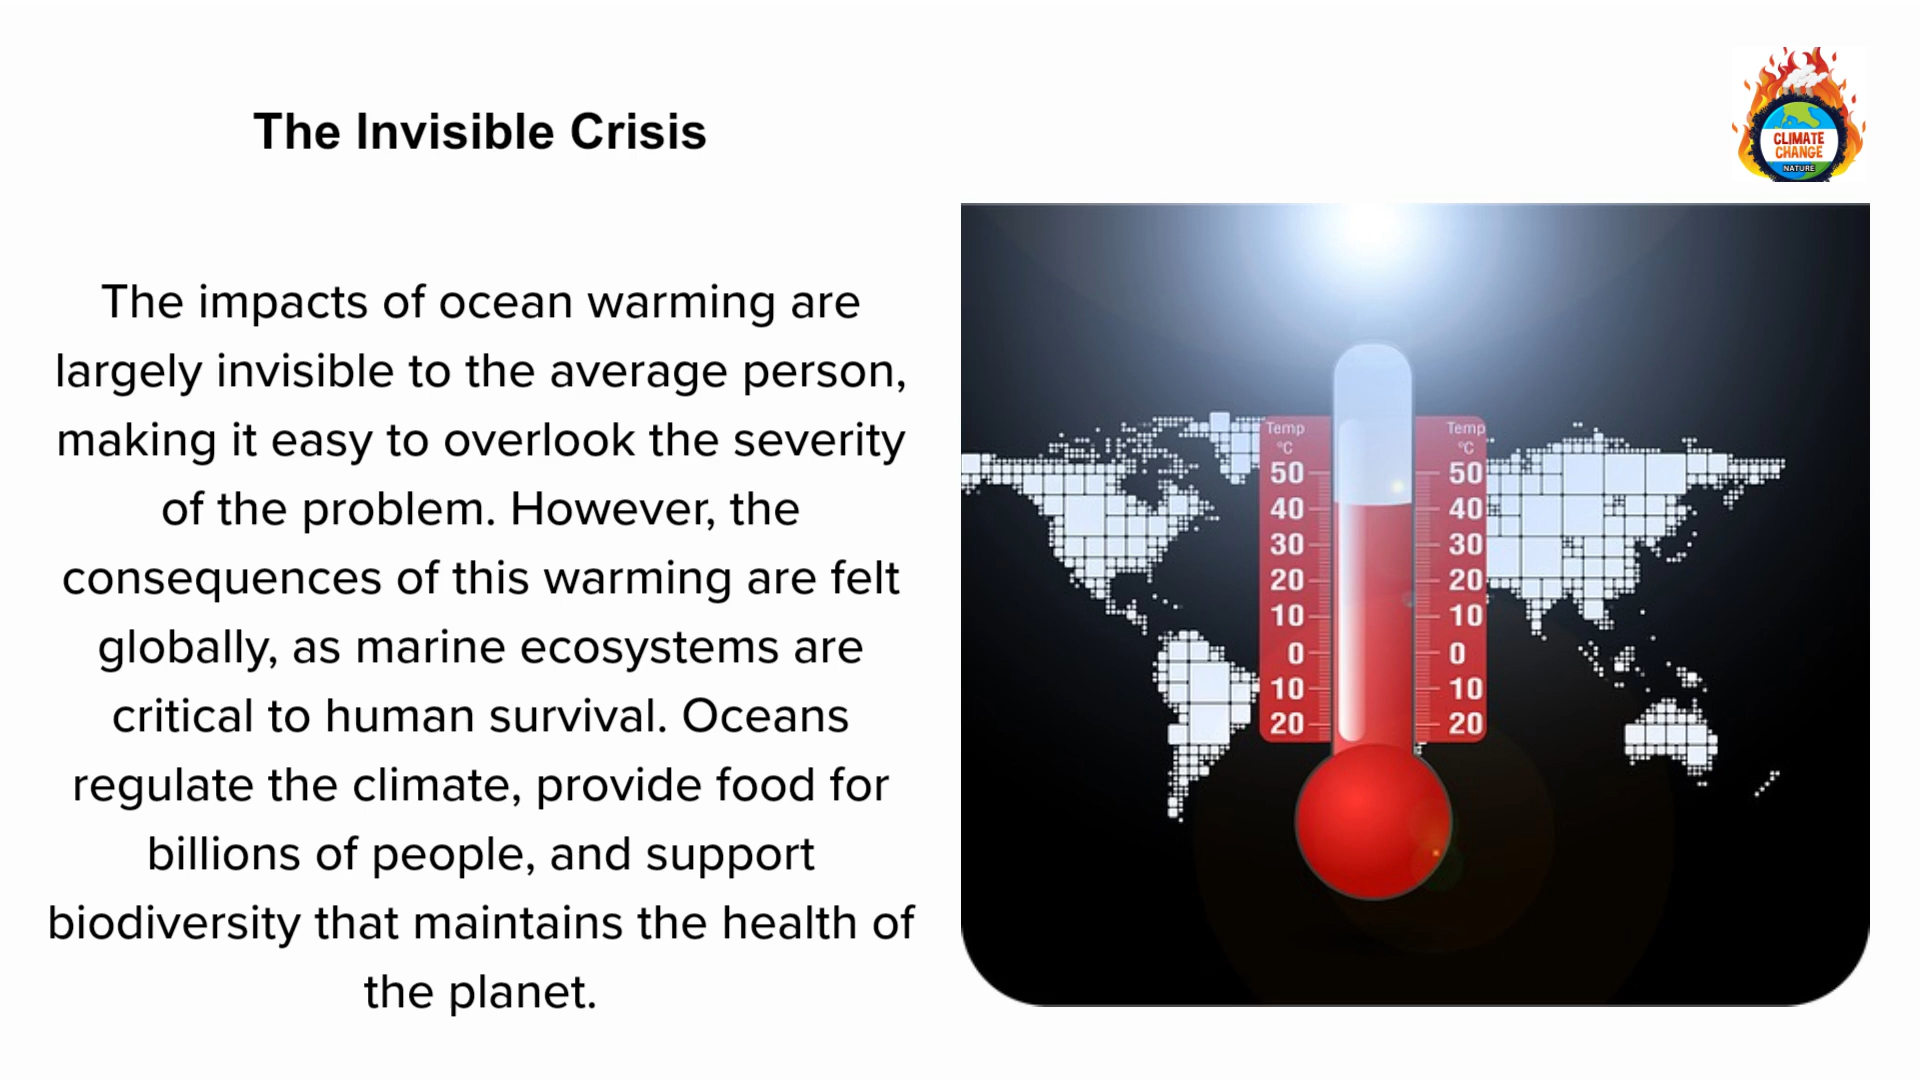 The Invisible Crisis
CLIMATE
CHANGE
NATURE
The impacts of ocean warming are
largely invisible to the average person,
making it easy to overlook the severity
of the problem. However, the
consequences of this warming are felt
globally, as marine ecosystems are
critical to human survival. Oceans
regulate the climate, provide food for
billions of people, and support
biodiversity that maintains the health of
the planet.
Temp Temp
°C °C
50 50
40 40
30 30
20 20
10 10
0 0
10 10
20 20